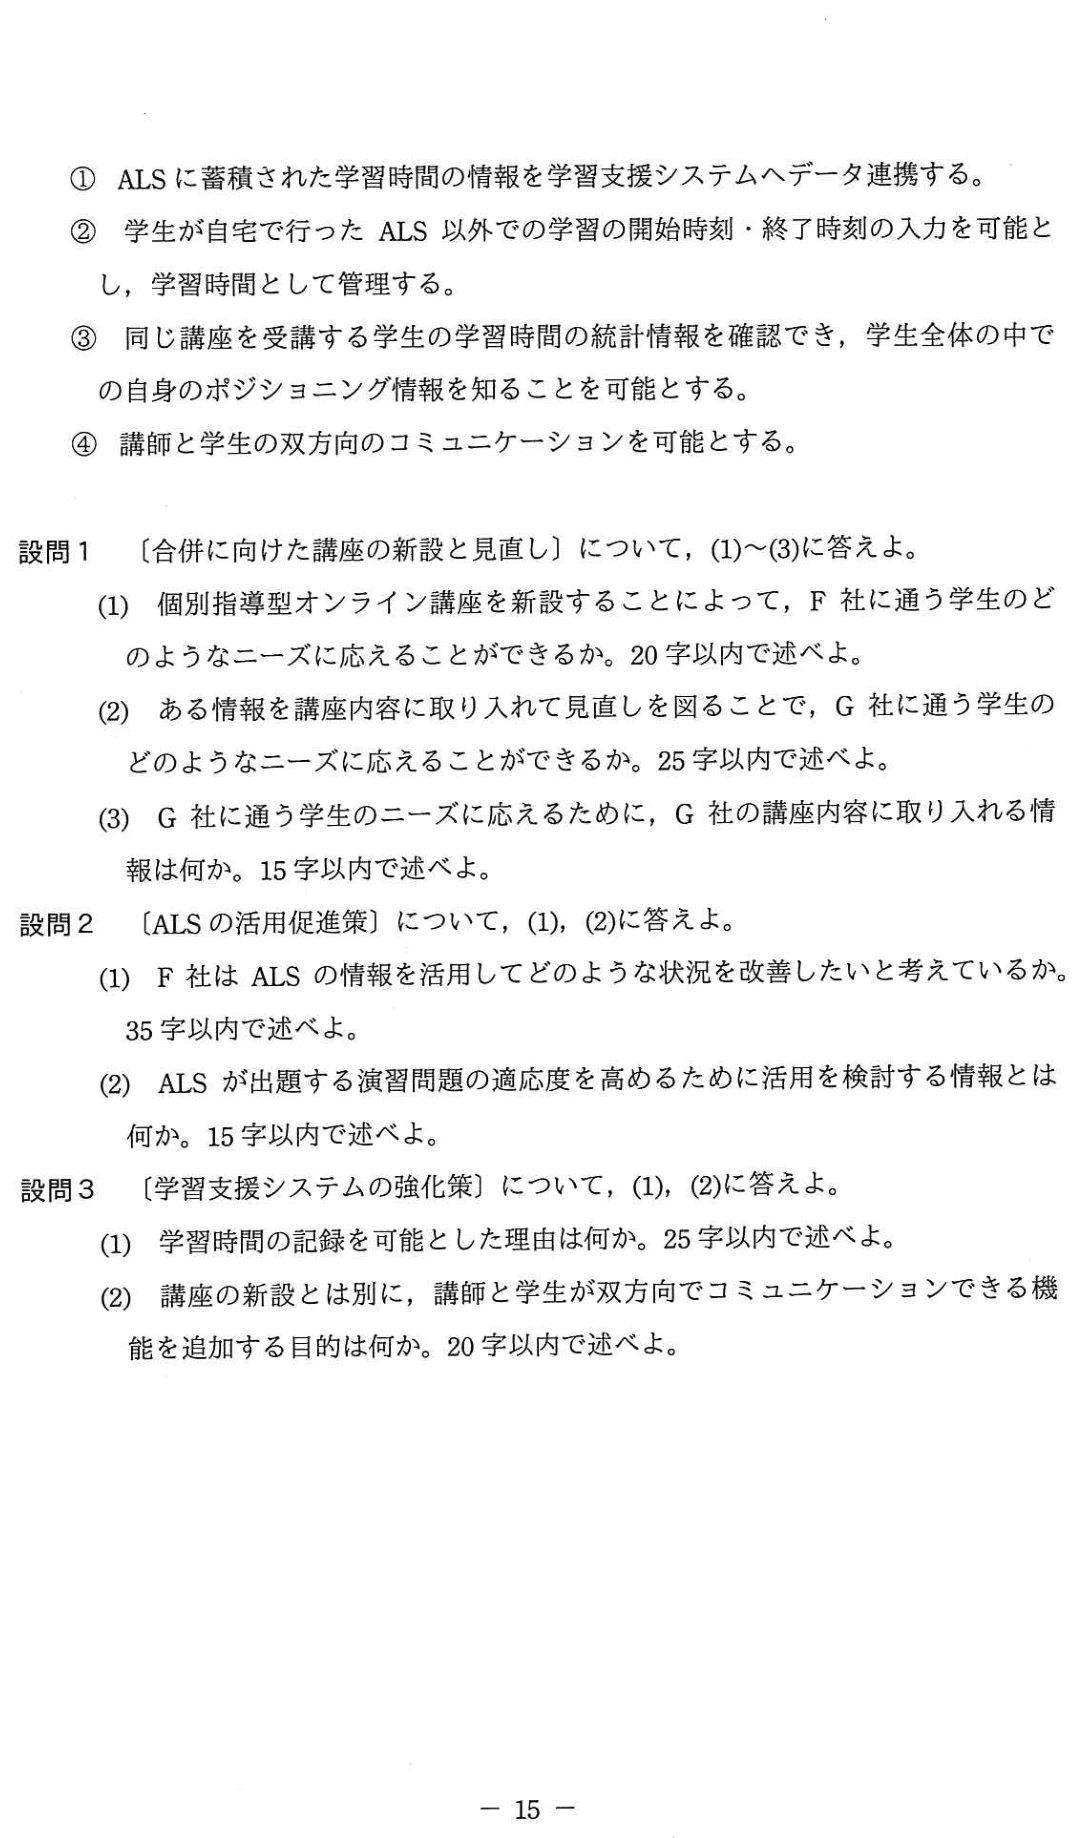 ① ALSに蓄積された学習時間の情報を学習支援システムへデータ連携する。
② 学生が自宅で行った ALS 以外での学習の開始時刻・終了時刻の入力を可能と
し，学習時間として管理する。
③ 同じ講座を受講する学生の学習時間の統計情報を確認でき，学生全体の中で
の自身のポジショニング情報を知ることを可能とする。
④ 講師と学生の双方向のコミュニケーションを可能とする。
設問1 〔合併に向けた講座の新設と見直し〕について，(1)～(3)に答えよ。
(1) 個別指導型オンライン講座を新設することによって，F 社に通う学生のど
のようなニーズに応えることができるか。20字以内で述べよ。
(2) ある情報を講座内容に取り入れて見直しを図ることで，G 社に通う学生の
どのようなニーズに応えることができるか。25字以内で述べよ。
(3) G 社に通う学生のニーズに応えるために，G 社の講座内容に取り入れる情
報は何か。15字以内で述べよ。
設問2 〔ALSの活用促進策〕について，(1)，(2)に答えよ。
(1) F 社は ALS の情報を活用してどのような状況を改善したいと考えているか。
35字以内で述べよ。
(2) ALS が出題する演習問題の適応度を高めるために活用を検討する情報とは
何か。15字以内で述べよ。
設問3 〔学習支援システムの強化策〕について，(1)，(2)に答えよ。
(1) 学習時間の記録を可能とした理由は何か。25字以内で述べよ。
(2) 講座の新設とは別に，講師と学生が双方向でコミュニケーションできる機
能を追加する目的は何か。20字以内で述べよ。
－ 15 －